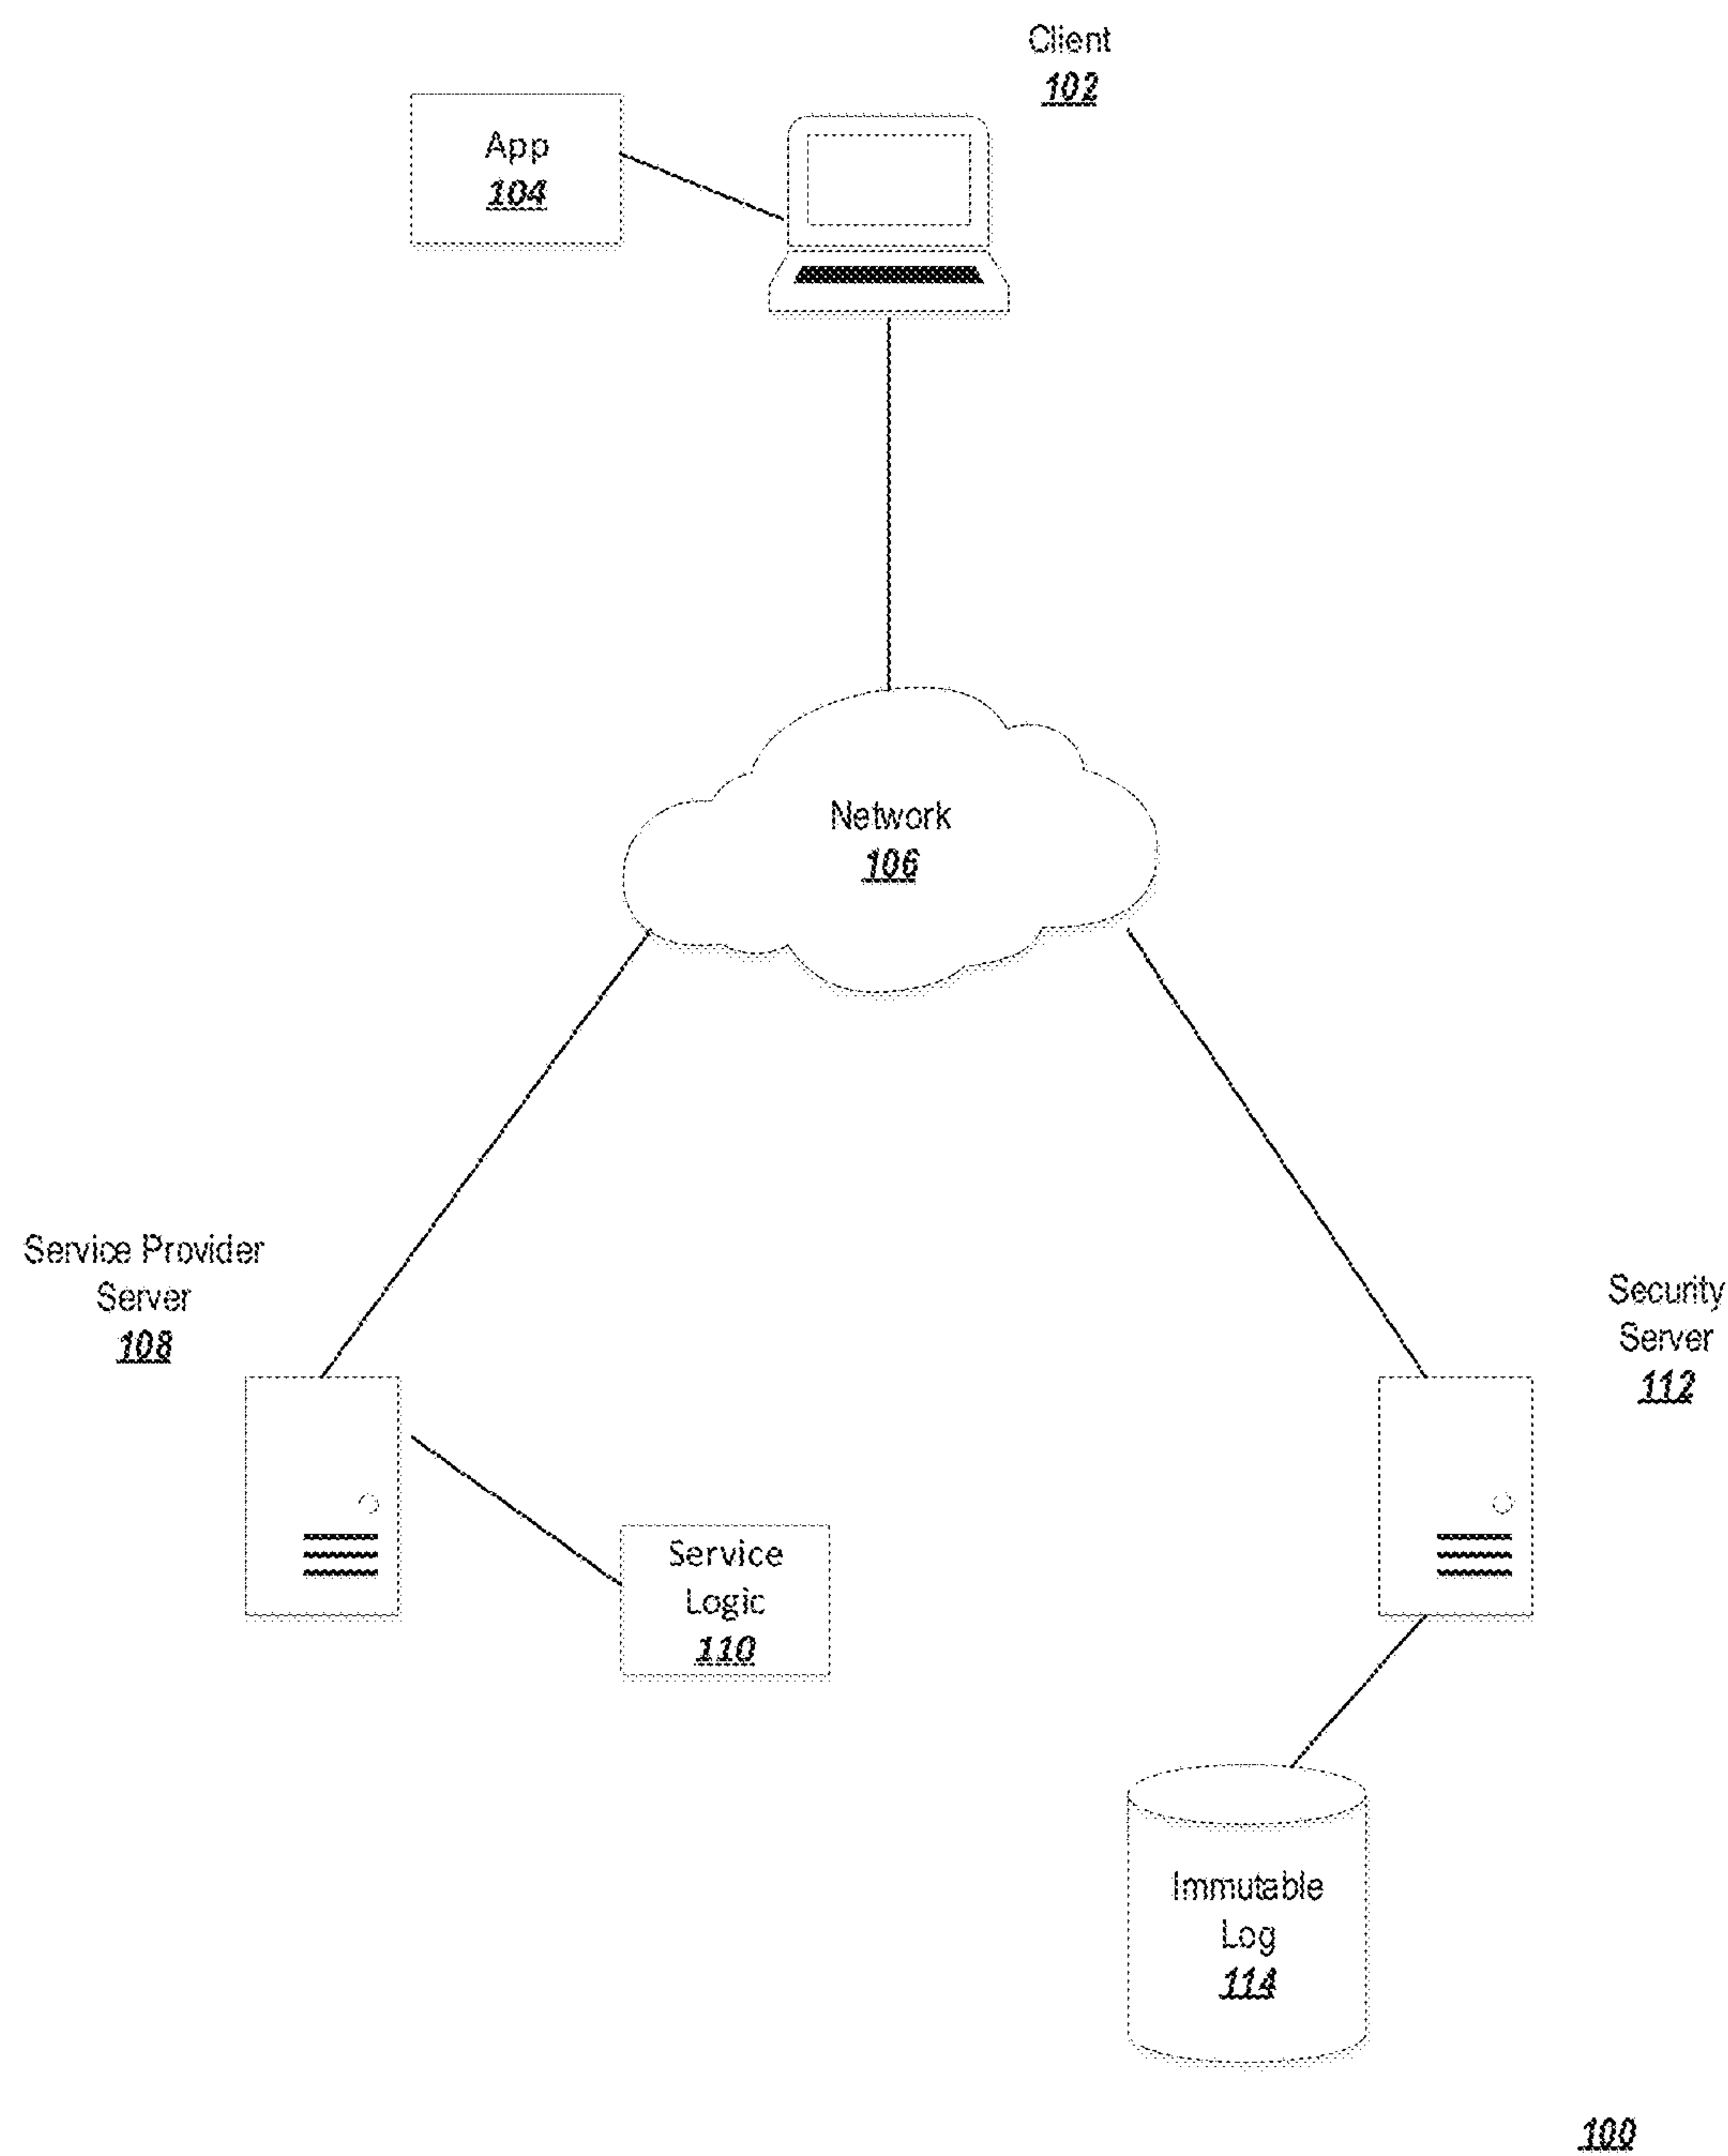 Client
102
App
104
Network
106
Service Provider
Server
108
Security
Server
112
Service
Logic
110
Immutable
Log
114
100